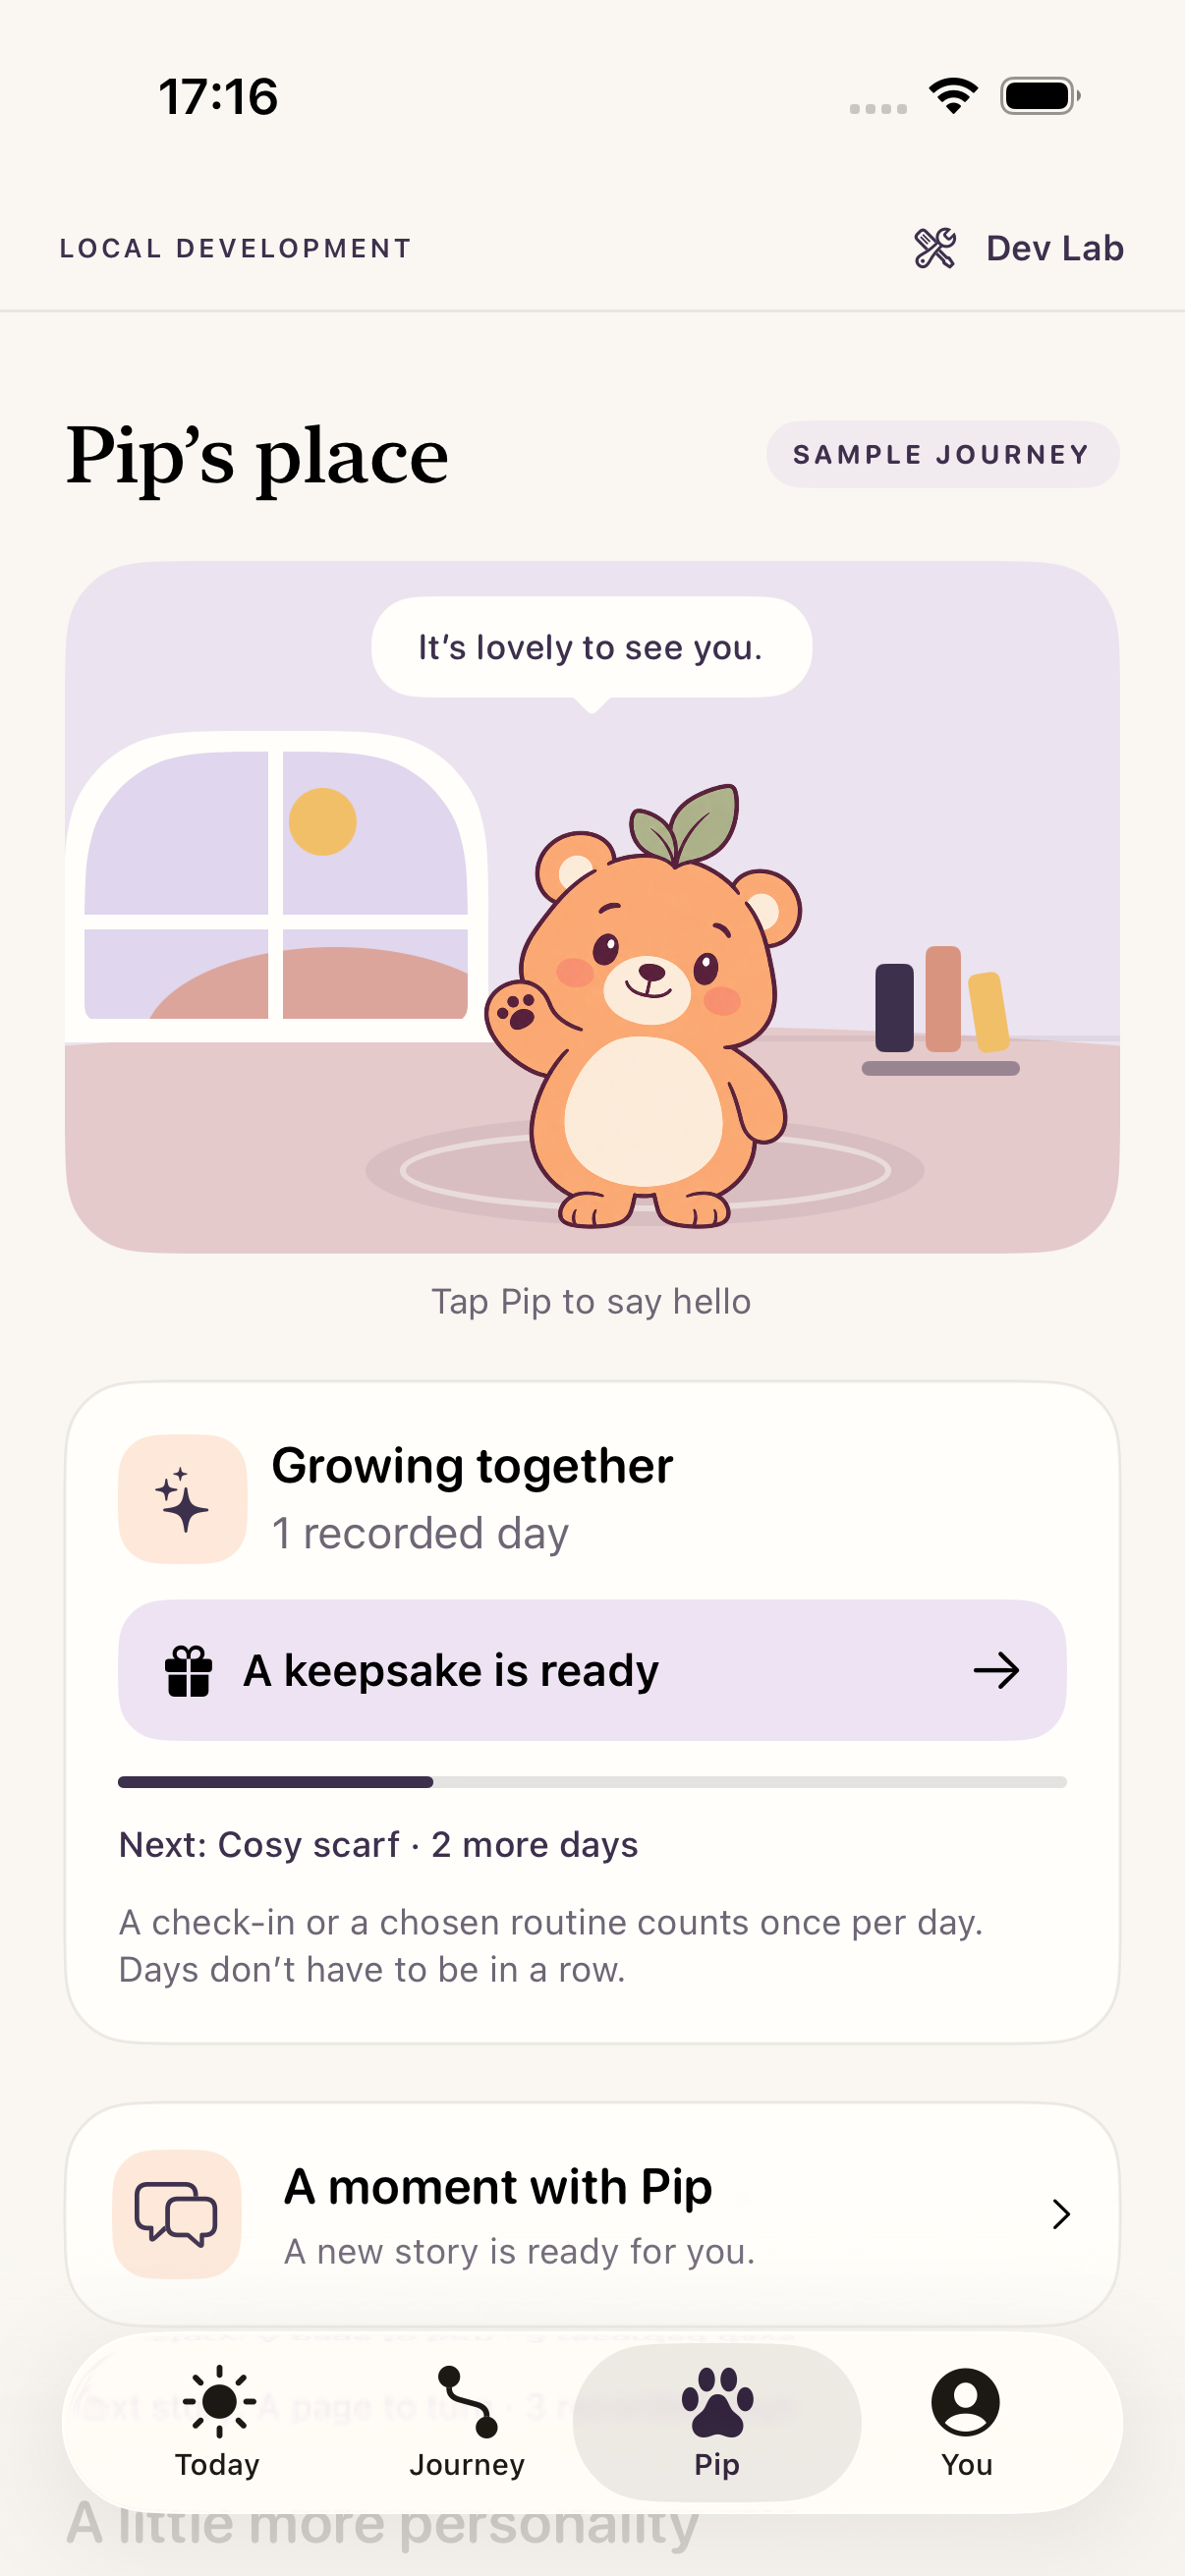 17:16
LOCAL DEVELOPMENT
Dev Lab
Pip’s place
SAMPLE JOURNEY
It’s lovely to see you.
Tap Pip to say hello
Growing together
1 recorded day
A keepsake is ready
Next: Cosy scarf · 2 more days
A check-in or a chosen routine counts once per day.
Days don’t have to be in a row.
A moment with Pip
A new story is ready for you.
Today
Journey
Pip
You
A little more personality